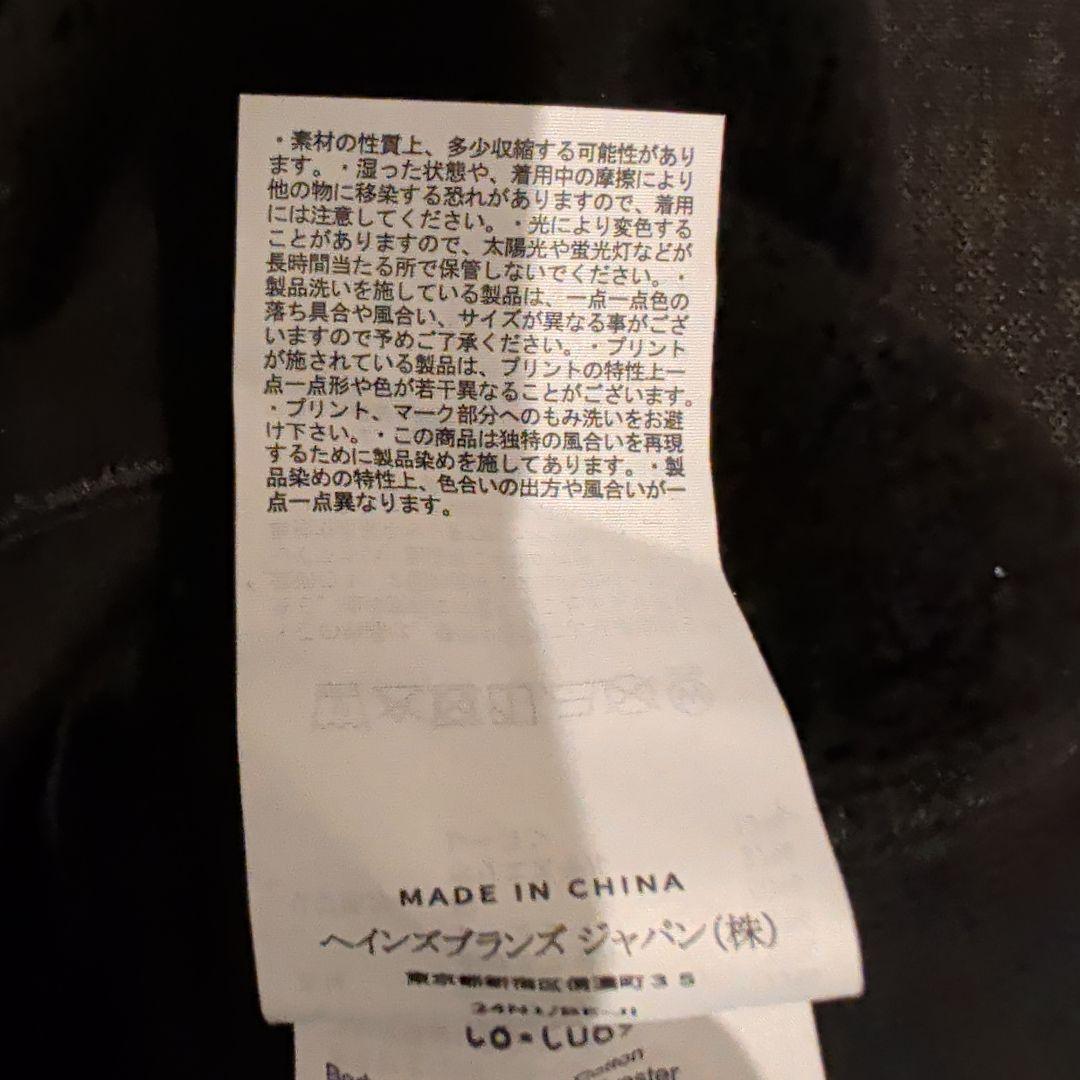 ・素材の性質上、多少収縮する可能性があり
ます。・湿った状態や、着用中の摩擦により
他の物に移染する恐れがありますので、着用
には注意してください。・光により変色する
ことがありますので、太陽光や蛍光灯などが
長時間当たる所で保管しないでください。・
製品洗いを施している製品は、一点一点色の
落ち具合や風合い、サイズが異なる事がござ
いますので予めご了承ください。・プリント
が施されている製品は、プリントの特性上一
点一点形や色が若干異なることがございます。
・プリント、マーク部分へのもみ洗いをお避
け下さい。・この商品は独特の風合いを再現
するために製品染めを施してあります。・製
品染めの特性上、色合いの出方や風合いが一
点一点異なります。
MADE IN CHINA
ヘインズブランズ ジャパン(株)
東京都新宿区信濃町35